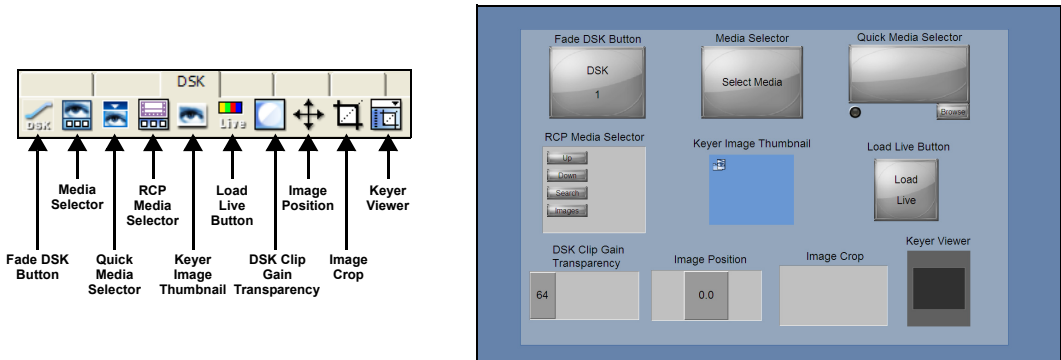 DSK
DSK
Live
Media
Selector
RCP
Media
Selector
Load
Live
Button
Image
Position
Keyer
Viewer
Fade DSK
Button
Quick
Media
Selector
Keyer
Image
Thumbnail
DSK Clip
Gain
Transparency
Image
Crop
Fade DSK Button
DSK
1
Media Selector
Select Media
Quick Media Selector
Browse
RCP Media Selector
Up
Down
Search
Images
Keyer Image Thumbnail
Load Live Button
Load
Live
DSK Clip Gain
Transparency
64
Image Position
0.0
Image Crop
Keyer Viewer